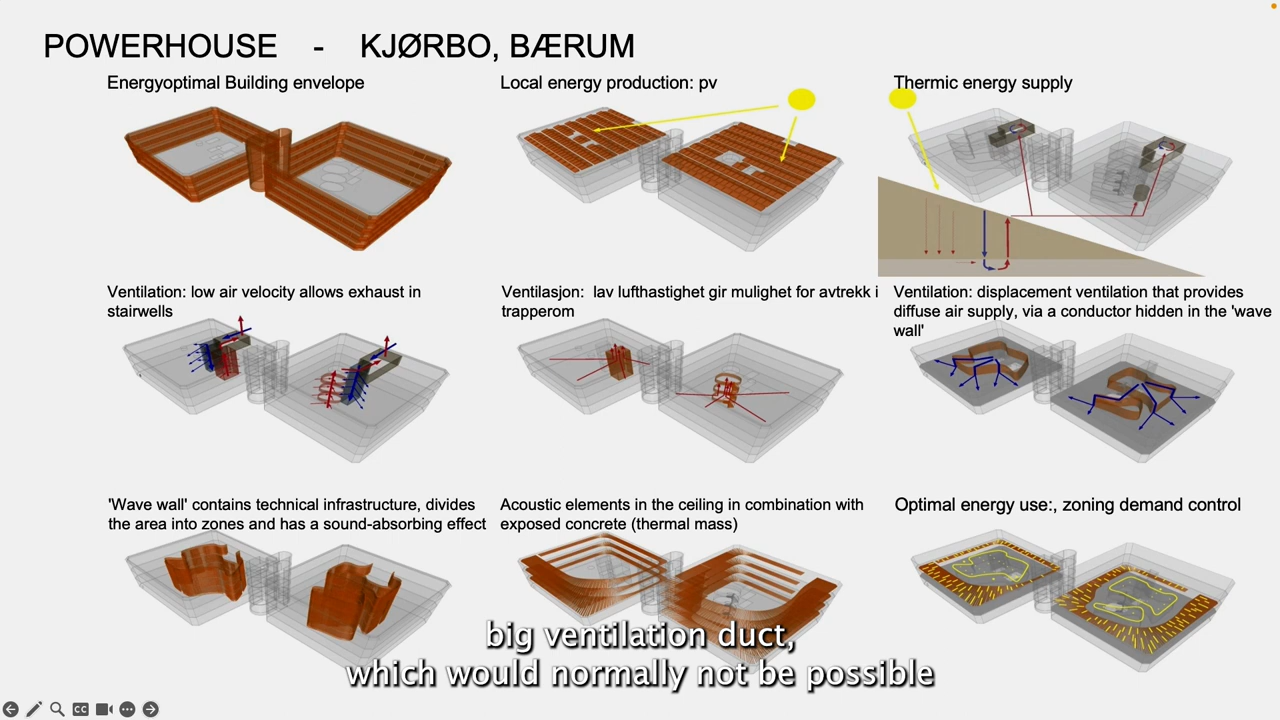 POWERHOUSE - KJØRBO, BÆRUM
Energyoptimal Building envelope
Local energy production: pv
Thermic energy supply
Ventilation: low air velocity allows exhaust in
stairwells
Ventilasjon: lav lufthastighet gir mulighet for avtrekk i
trapperom
Ventilation: displacement ventilation that provides
diffuse air supply, via a conductor hidden in the 'wave
wall'
'Wave wall' contains technical infrastructure, divides
the area into zones and has a sound-absorbing effect
Acoustic elements in the ceiling in combination with
exposed concrete (thermal mass)
Optimal energy use:, zoning demand control
big ventilation duct,
which would normally not be possible
CC